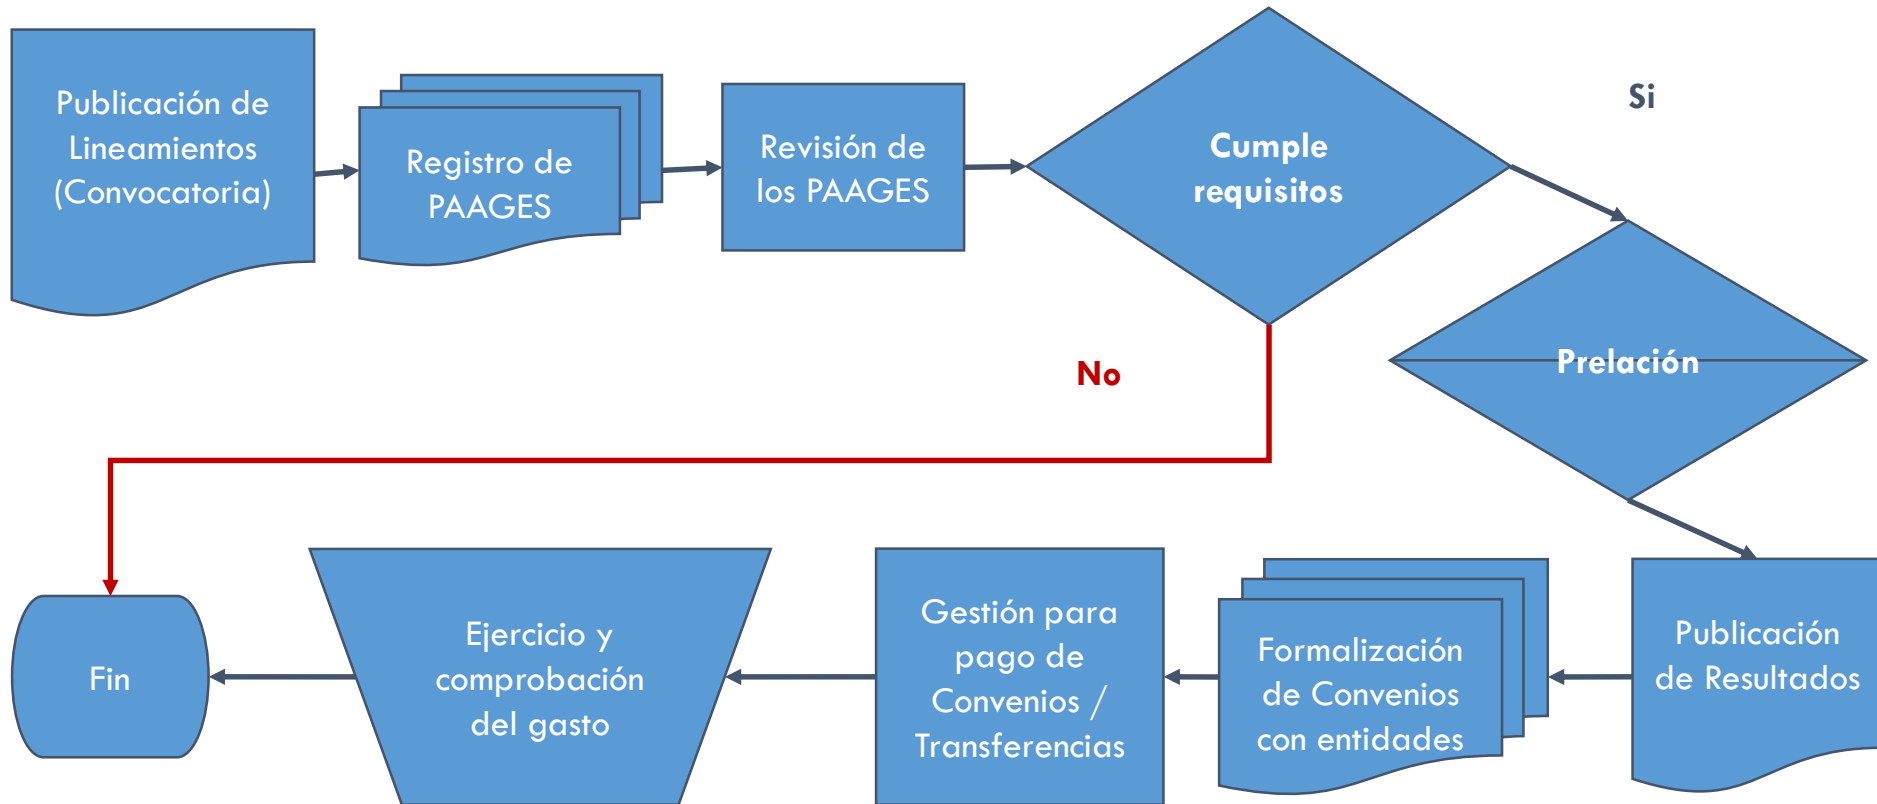 Publicación de
Lineamientos
(Convocatoria)
Registro de
PAAGES
Revisión de
los PAAGES
Cumple
requisitos
Si
No
Prelación
Fin
Ejercicio y
comprobación
del gasto
Gestión para
pago de
Convenios /
Transferencias
Formalización
de Convenios
con entidades
Publicación
de Resultados